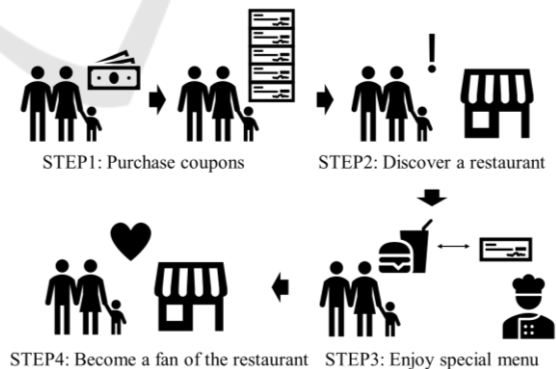 STEP1: Purchase coupons
STEP2: Discover a restaurant
STEP3: Enjoy special menu
STEP4: Become a fan of the restaurant